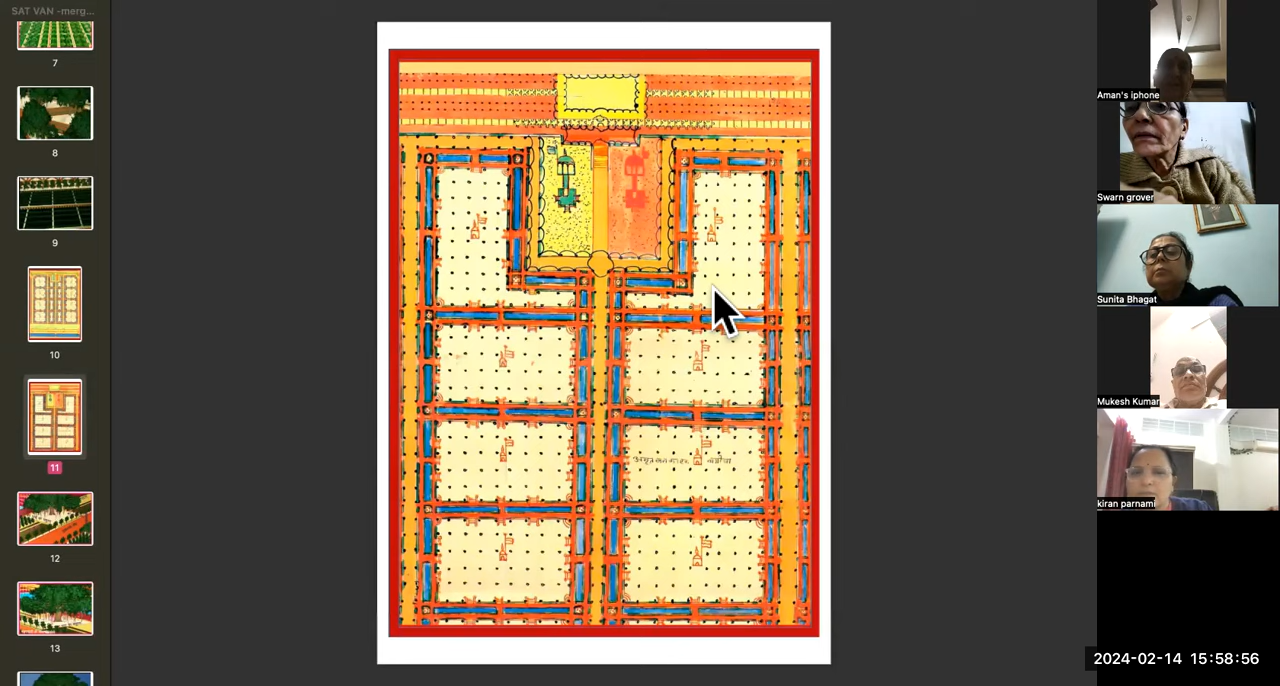 SAT VAN -merg...
7
8
9
10
11
12
13
Aman's iphone
Swarn grover
Sunita Bhagat
Mukesh Kumar
kiran parnami
2024-02-14 15:58:56